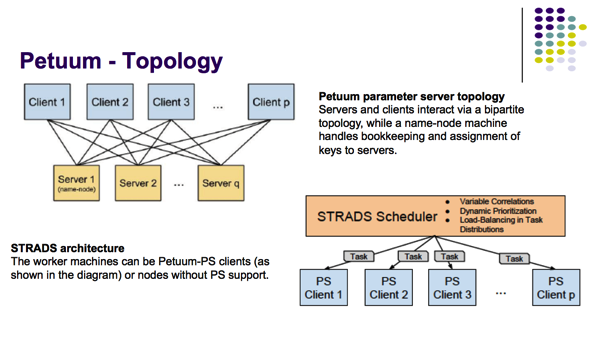 Petuum - Topology
Client 1
Client 2
Client 3
...
Client p
Server 1
(name-node)
Server 2
...
Server q
Petuum parameter server topology
Servers and clients interact via a bipartite
topology, while a name-node machine
handles bookkeeping and assignment of
keys to servers.
STRADS architecture
The worker machines can be Petuum-PS clients (as
shown in the diagram) or nodes without PS support.
STRADS Scheduler
• Variable Correlations
• Dynamic Prioritization
• Load-Balancing in Task
Distributions
Task
Task
Task
Task
PS
Client 1
PS
Client 2
PS
Client 3
...
PS
Client p